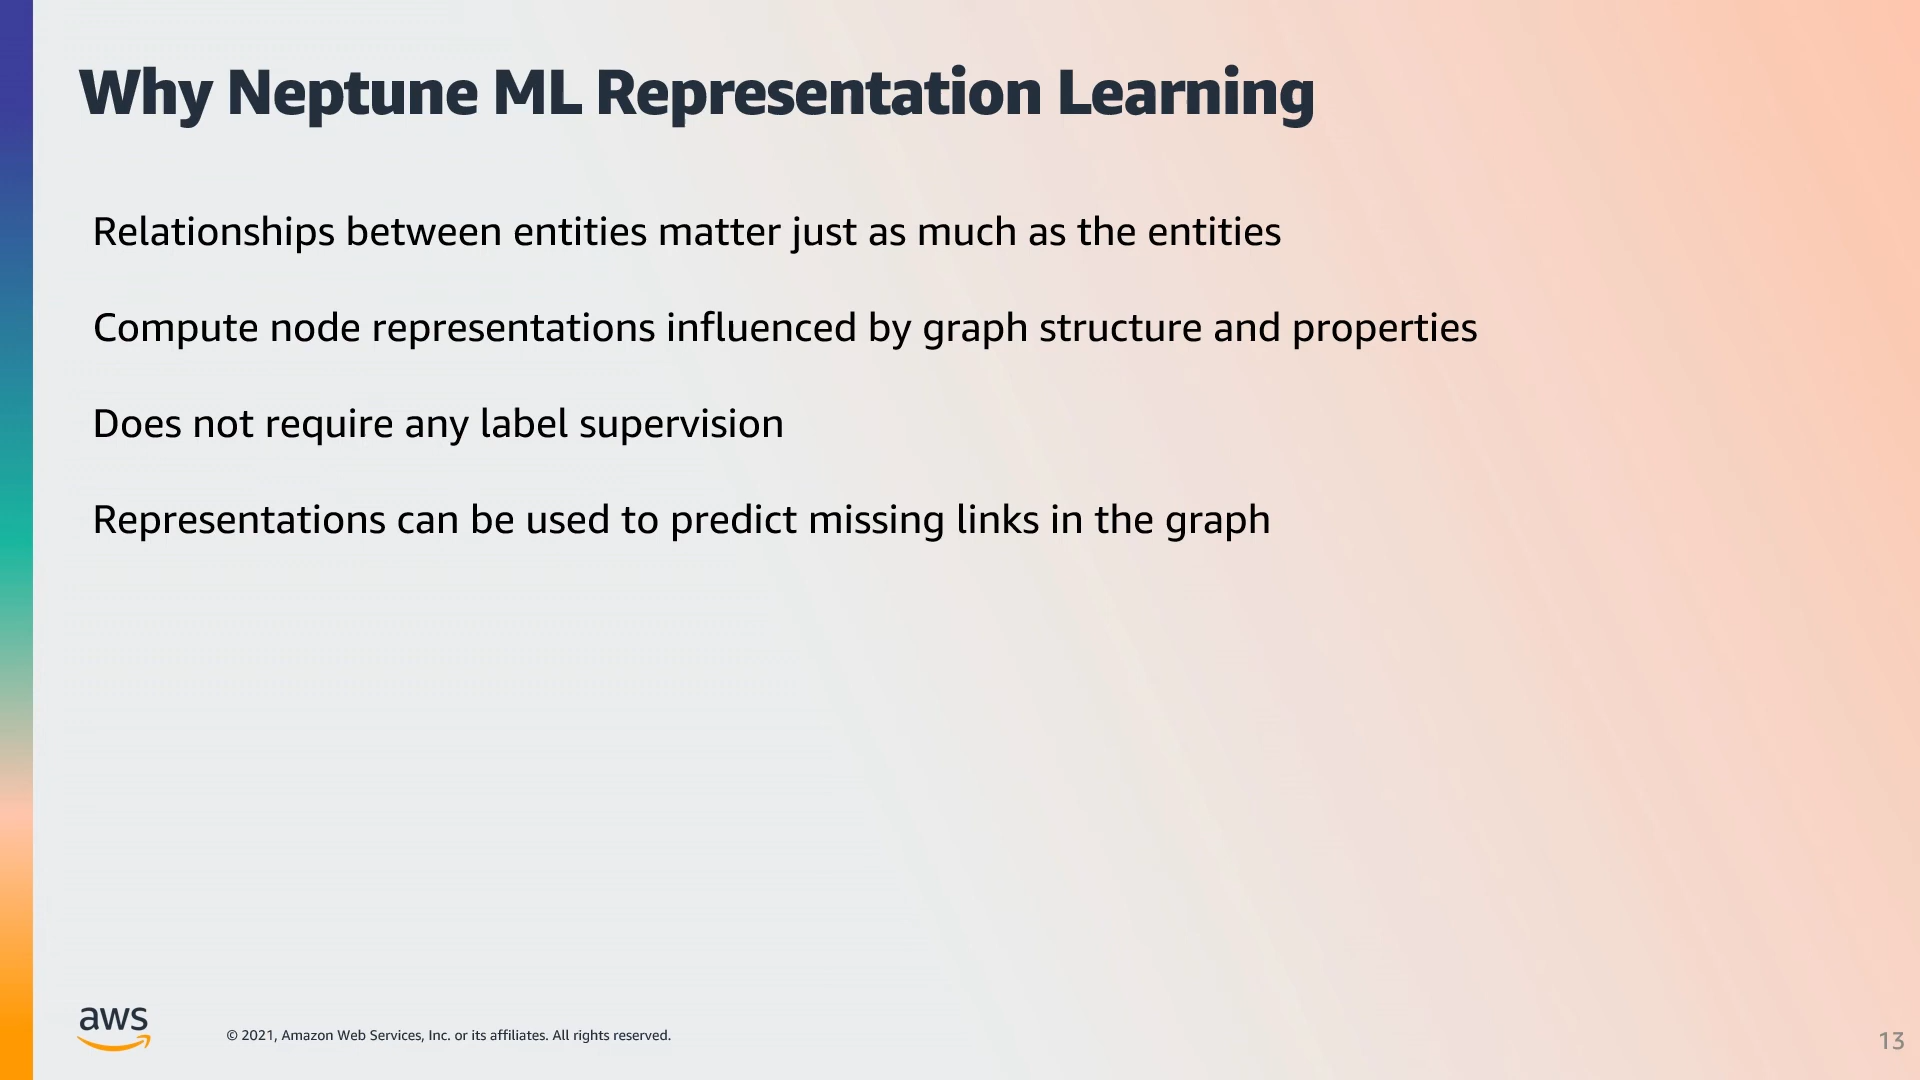 Why Neptune ML Representation Learning
Relationships between entities matter just as much as the entities
Compute node representations influenced by graph structure and properties
Does not require any label supervision
Representations can be used to predict missing links in the graph
aws
© 2021, Amazon Web Services, Inc. or its affiliates. All rights reserved.
13